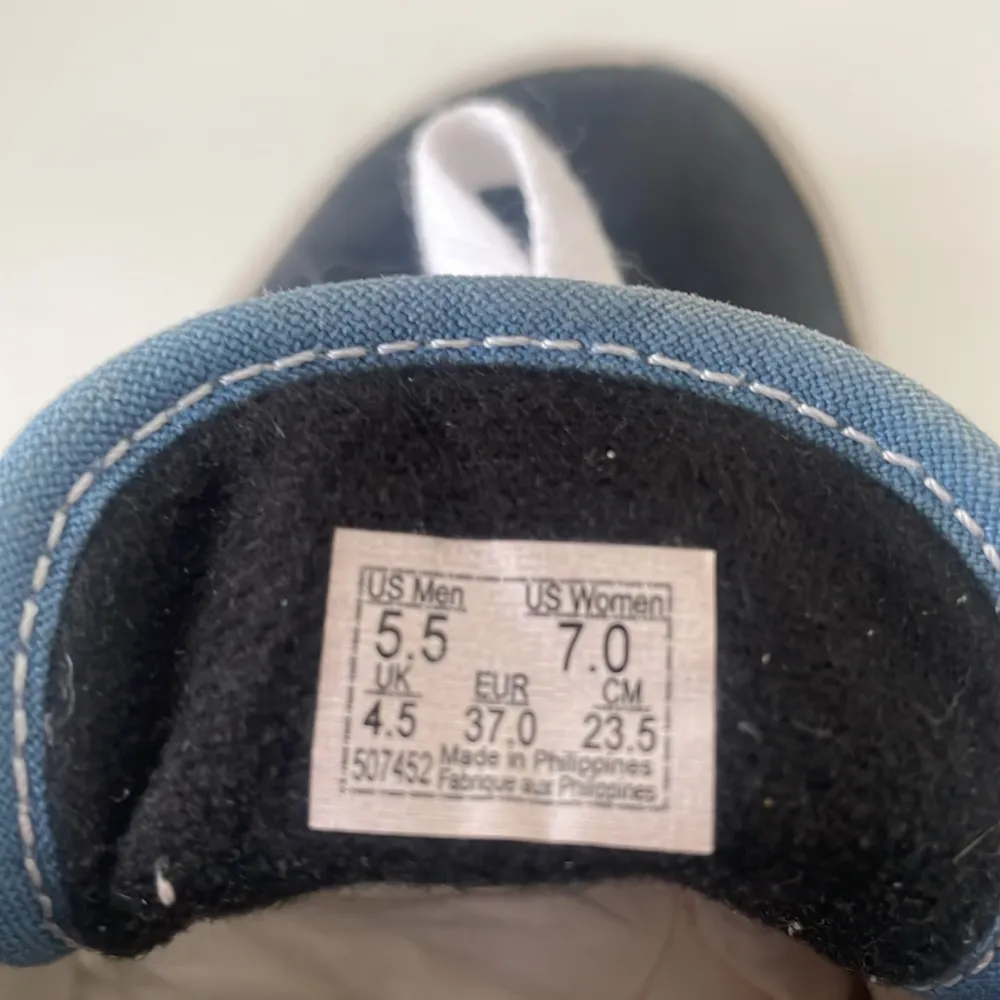 US Men US Women
5.5 7.0
UK EUR CM
4.5 37.0 23.5
507452 Made in Philippines
Fabrique aux Philippines